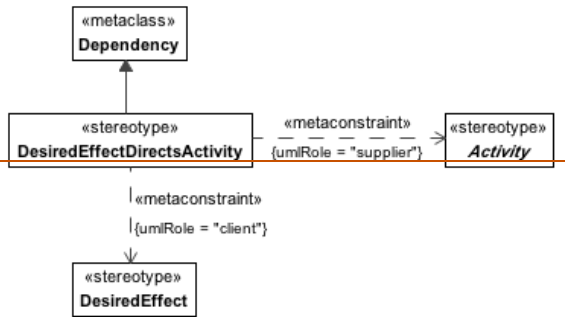 «metaclass»
Dependency
«stereotype»
DesiredEffectDirectsActivity
«metaconstraint»
{umlRole = "supplier"}
«stereotype»
Activity
«metaconstraint»
{umlRole = "client"}
«stereotype»
DesiredEffect